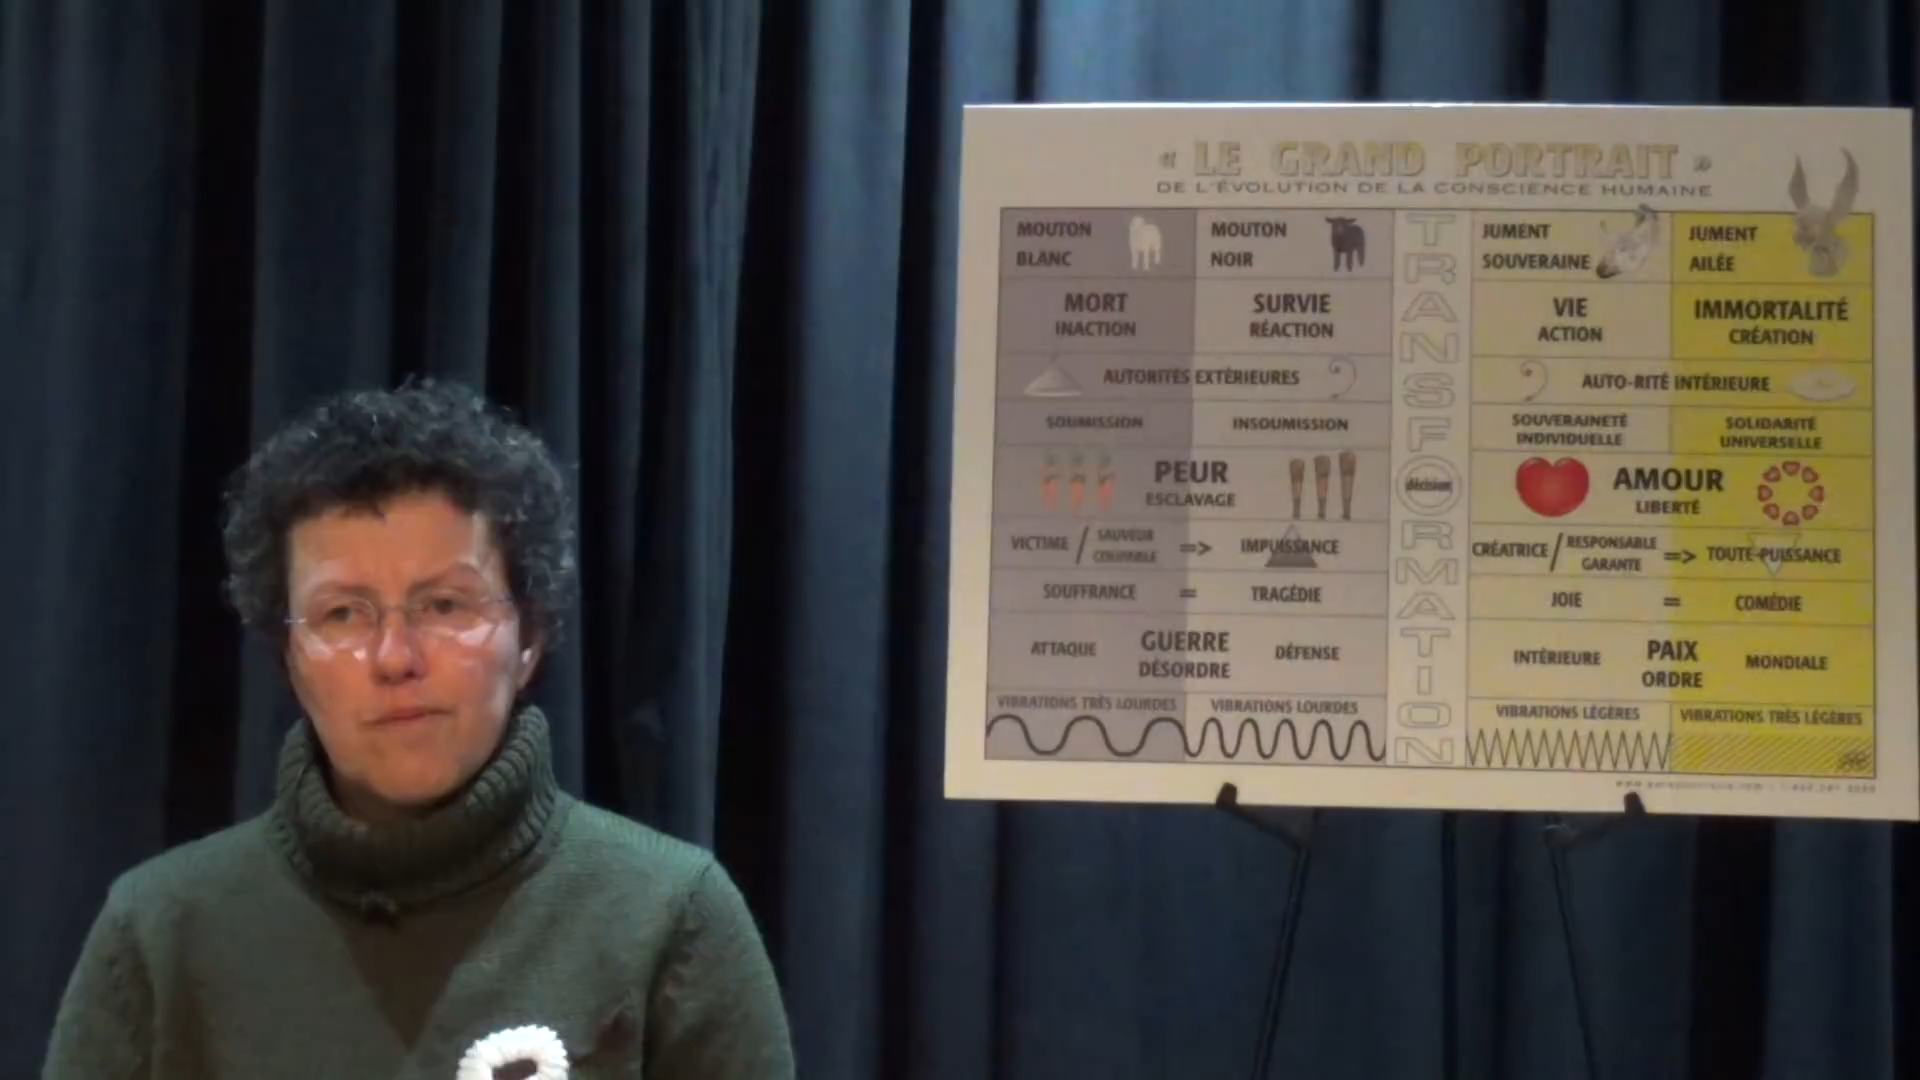 « LE GRAND PORTRAIT »
DE L'ÉVOLUTION DE LA CONSCIENCE HUMAINE
MOUTON BLANC
MOUTON NOIR
JUMENT SOUVERAINE
JUMENT AILÉE
MORT INACTION
SURVIE RÉACTION
VIE ACTION
IMMORTALITÉ CRÉATION
AUTORITÉS EXTÉRIEURES
AUTO-RITÉ INTÉRIEURE
SOUMISSION
INSOUMISSION
SOUVERAINETÉ INDIVIDUELLE
SOLIDARITÉ UNIVERSELLE
PEUR ESCLAVAGE
AMOUR LIBERTÉ
VICTIME / SAUVEUR COUPABLE => IMPUISSANCE
CRÉATRICE / RESPONSABLE GARANTE => TOUTE-PUISSANCE
SOUFFRANCE = TRAGÉDIE
JOIE = COMÉDIE
ATTAQUE GUERRE DÉSORDRE DÉFENSE
INTÉRIEURE PAIX ORDRE MONDIALE
VIBRATIONS TRÈS LOURDES
VIBRATIONS LOURDES
VIBRATIONS LÉGÈRES
VIBRATIONS TRÈS LÉGÈRES
TRANSFORMATION
décision